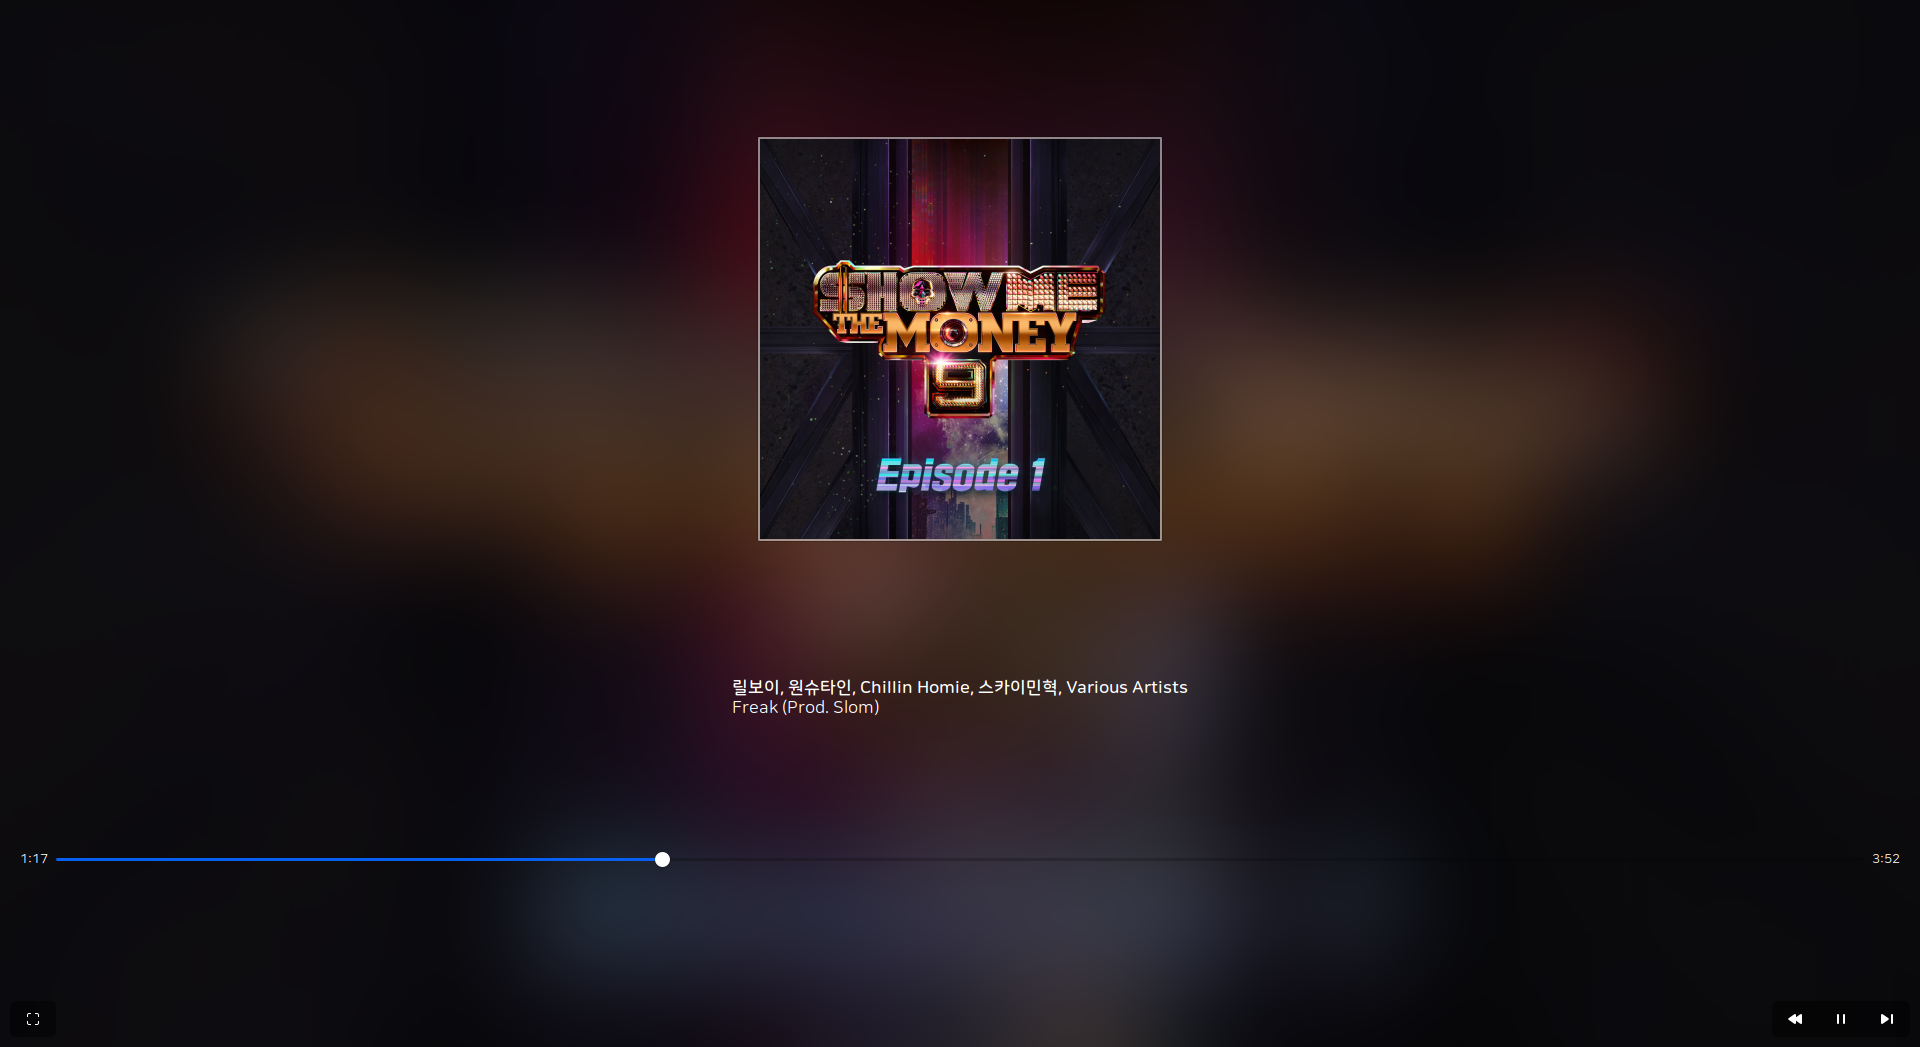 SHOW ME
THE MONEY
9
Episode 1
릴보이, 원슈타인, Chillin Homie, 스카이민혁, Various Artists
Freak (Prod. Slom)
1:17
3:52